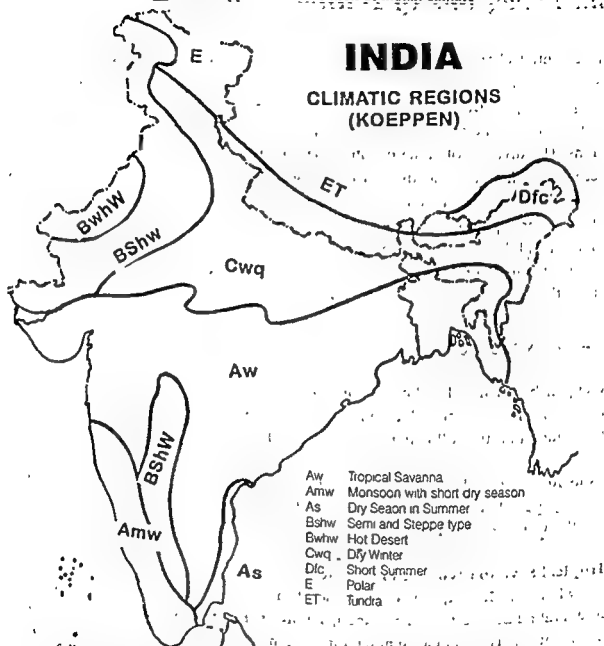 INDIA
CLIMATIC REGIONS
(KOEPPEN)
E
ET
Dfc
BwhW
BShw
Cwq
Aw
BShW
Amw
As
Aw Tropical Savanna
Amw Monsoon with short dry season
As Dry Seaon in Summer
Bshw Semi and Steppe type
Bwhw Hot Desert
Cwq Dry Winter
Dfc Short Summer
E Polar
ET Tundra